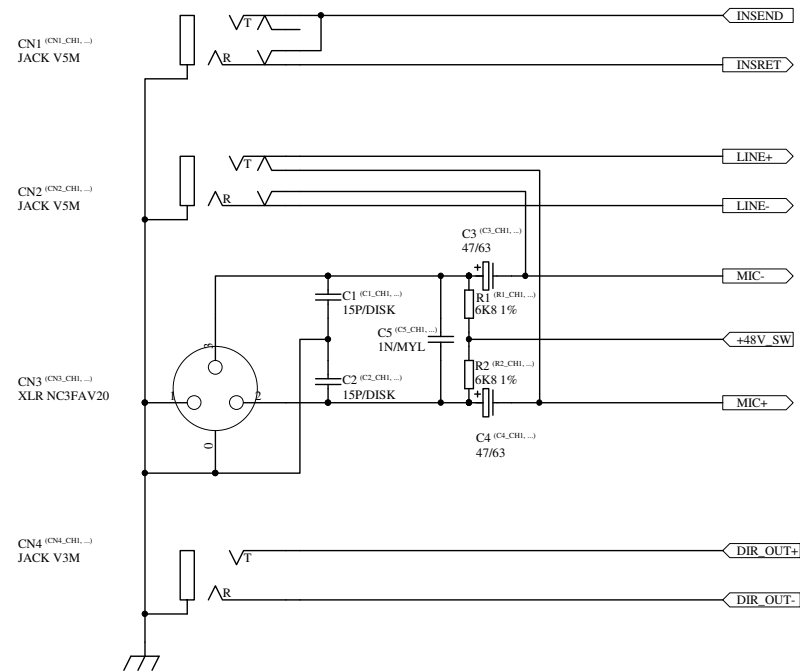 INSEND
T
CN1 (CN1_CH1, ...)
JACK V5M
R
INSRET
LINE+
T
CN2 (CN2_CH1, ...)
JACK V5M
R
LINE-
C3 (C3_CH1, ...)
47/63
+
MIC-
C1 (C1_CH1, ...)
15P/DISK
R1 (R1_CH1, ...)
6K8 1%
C5 (C5_CH1, ...)
1N/MYL
+48V_SW
3
CN3 (CN3_CH1, ...)
XLR NC3FAV20
1
2
0
C2 (C2_CH1, ...)
15P/DISK
R2 (R2_CH1, ...)
6K8 1%
+
MIC+
C4 (C4_CH1, ...)
47/63
CN4 (CN4_CH1, ...)
JACK V3M
T
DIR_OUT+
R
DIR_OUT-